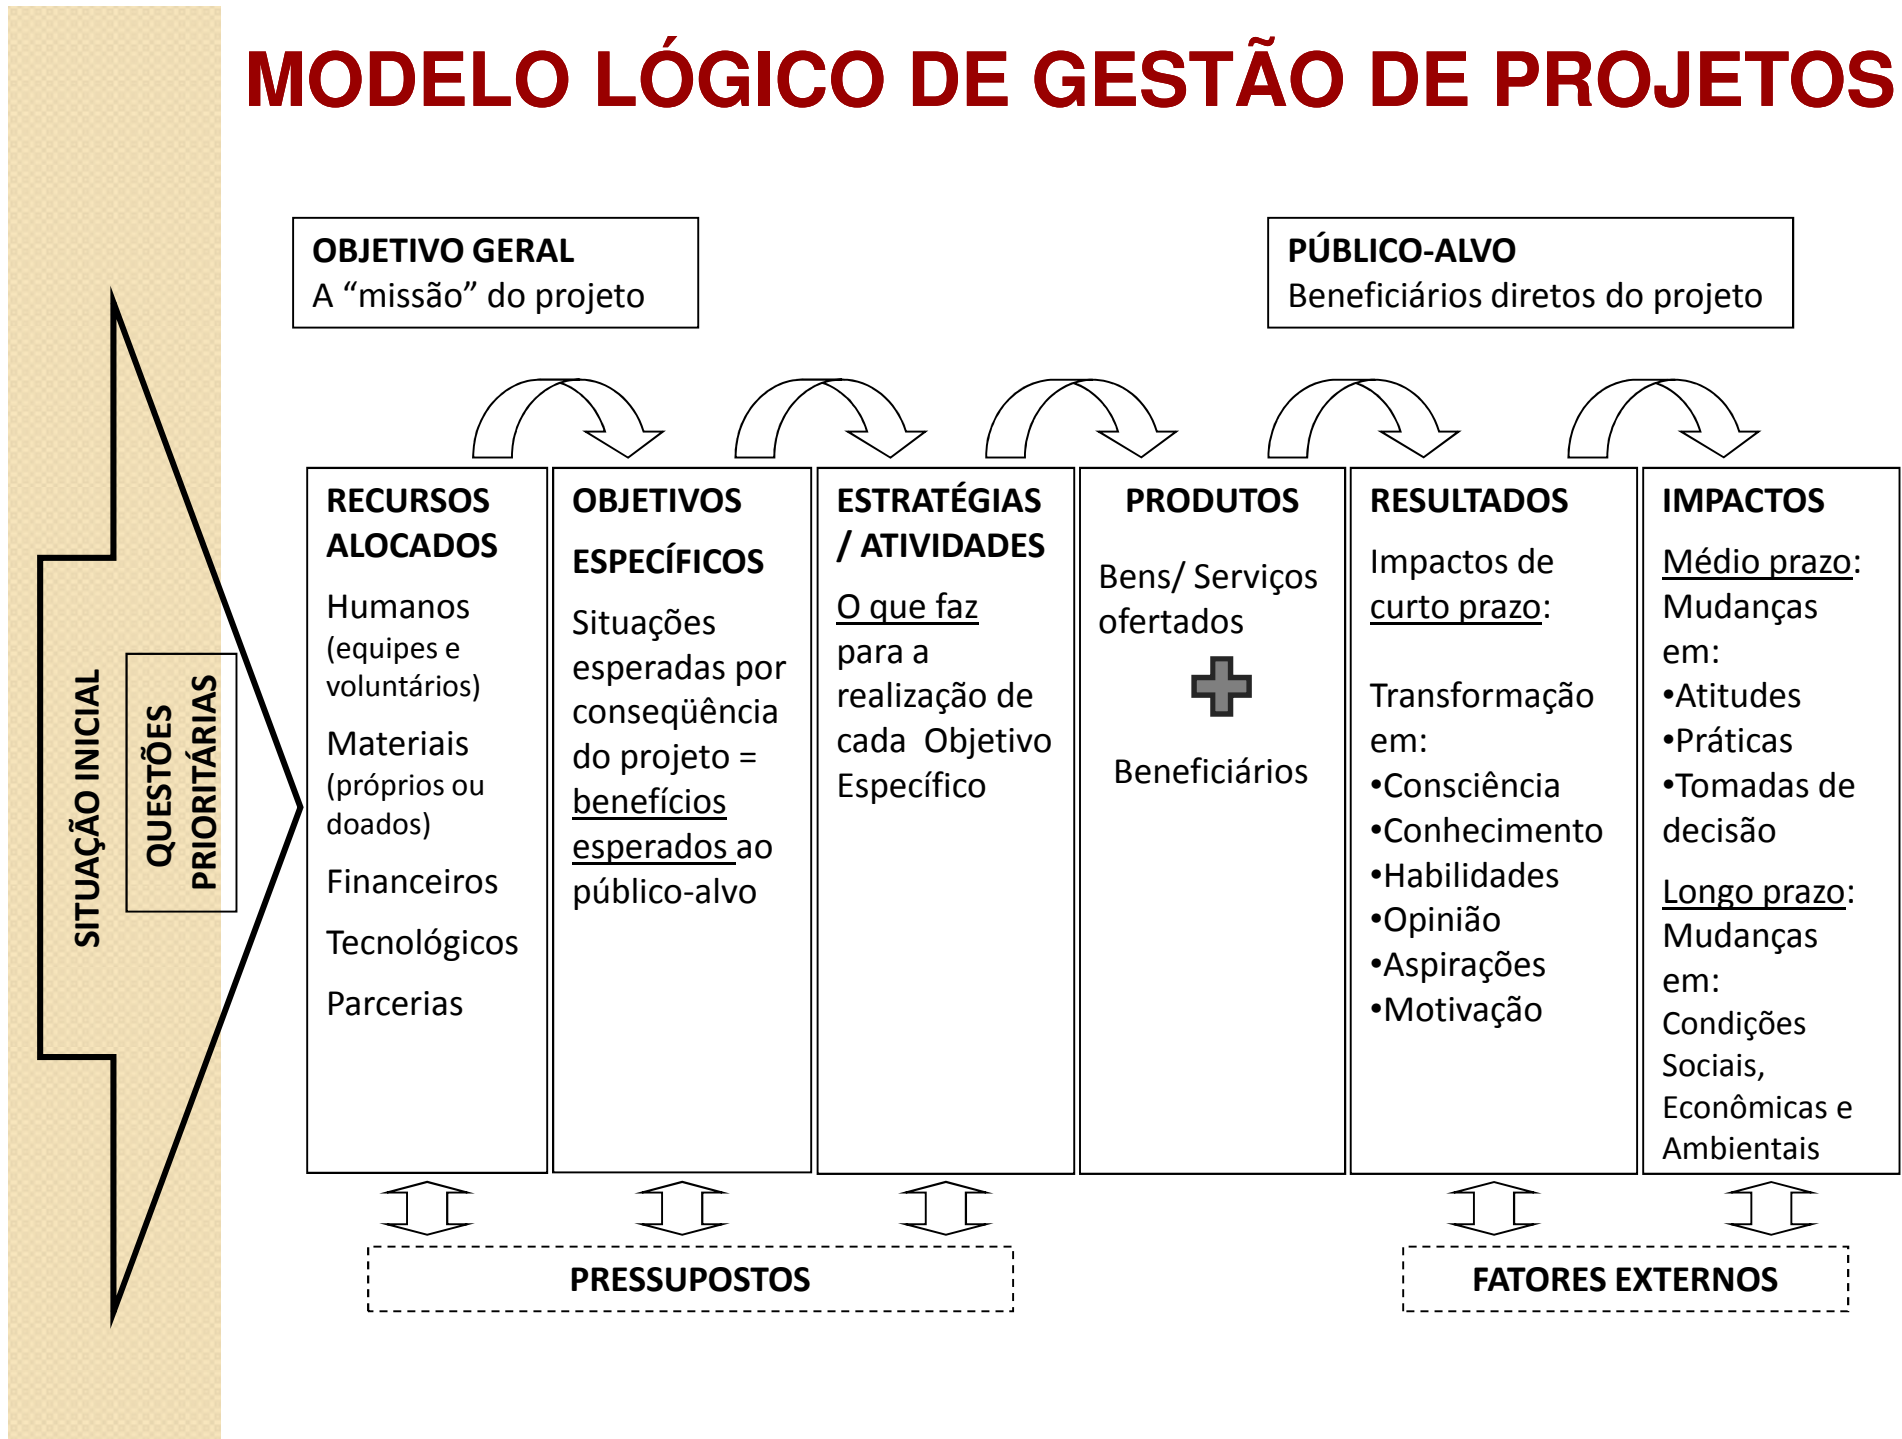 MODELO LÓGICO DE GESTÃO DE PROJETOS
OBJETIVO GERAL
A “missão” do projeto
PÚBLICO-ALVO
Beneficiários diretos do projeto
SITUAÇÃO INICIAL
QUESTÕES
PRIORITÁRIAS
RECURSOS
ALOCADOS
Humanos
(equipes e
voluntários)
Materiais
(próprios ou
doados)
Financeiros
Tecnológicos
Parcerias
OBJETIVOS
ESPECÍFICOS
Situações
esperadas por
conseqüência
do projeto =
benefícios
esperados ao
público-alvo
ESTRATÉGIAS
/ ATIVIDADES
O que faz
para a
realização de
cada Objetivo
Específico
PRODUTOS
Bens/ Serviços
ofertados
Beneficiários
RESULTADOS
Impactos de
curto prazo:
Transformação
em:
•Consciência
•Conhecimento
•Habilidades
•Opinião
•Aspirações
•Motivação
IMPACTOS
Médio prazo:
Mudanças
em:
•Atitudes
•Práticas
•Tomadas de
decisão
Longo prazo:
Mudanças
em:
Condições
Sociais,
Econômicas e
Ambientais
PRESSUPOSTOS
FATORES EXTERNOS